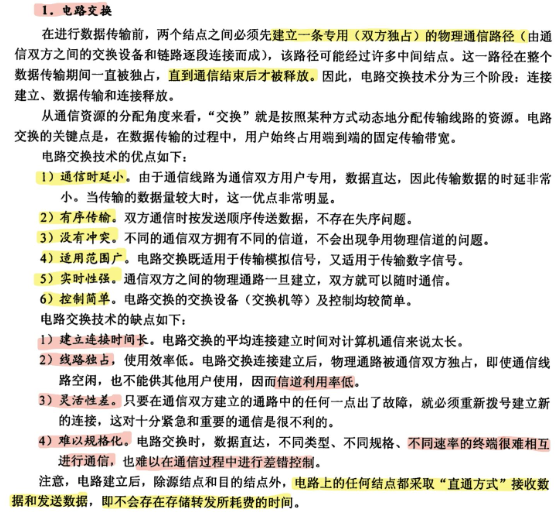 1. 电路交换
在进行数据传输前，两个结点之间必须先建立一条专用（双方独占）的物理通信路径（由通
信双方之间的交换设备和链路逐段连接而成），该路径可能经过许多中间结点。这一路径在整个
数据传输期间一直被独占，直到通信结束后才被释放。因此，电路交换技术分为三个阶段：连接
建立、数据传输和连接释放。
从通信资源的分配角度来看，“交换”就是按照某种方式动态地分配传输线路的资源。电路
交换的关键点是，在数据传输的过程中，用户始终占用端到端的固定传输带宽。
电路交换技术的优点如下：
1）通信时延小。由于通信线路为通信双方用户专用，数据直达，因此传输数据的时延非常
小。当传输的数据量较大时，这一优点非常明显。
2）有序传输。双方通信时按发送顺序传送数据，不存在失序问题。
3）没有冲突。不同的通信双方拥有不同的信道，不会出现争用物理信道的问题。
4）适用范围广。电路交换既适用于传输模拟信号，又适用于传输数字信号。
5）实时性强。通信双方之间的物理通路一旦建立，双方就可以随时通信。
6）控制简单。电路交换的交换设备（交换机等）及控制均较简单。
电路交换技术的缺点如下：
1）建立连接时间长。电路交换的平均连接建立时间对计算机通信来说太长。
2）线路独占，使用效率低。电路交换连接建立后，物理通路被通信双方独占，即使通信线
路空闲，也不能供其他用户使用，因而信道利用率低。
3）灵活性差。只要在通信双方建立的通路中的任何一点出了故障，就必须重新拨号建立新
的连接，这对十分紧急和重要的通信是很不利的。
4）难以规格化。电路交换时，数据直达，不同类型、不同规格、不同速率的终端很难相互
进行通信，也难以在通信过程中进行差错控制。
注意，电路建立后，除源结点和目的结点外，电路上的任何结点都采取“直通方式”接收数
据和发送数据，即不会存在存储转发所耗费的时间。